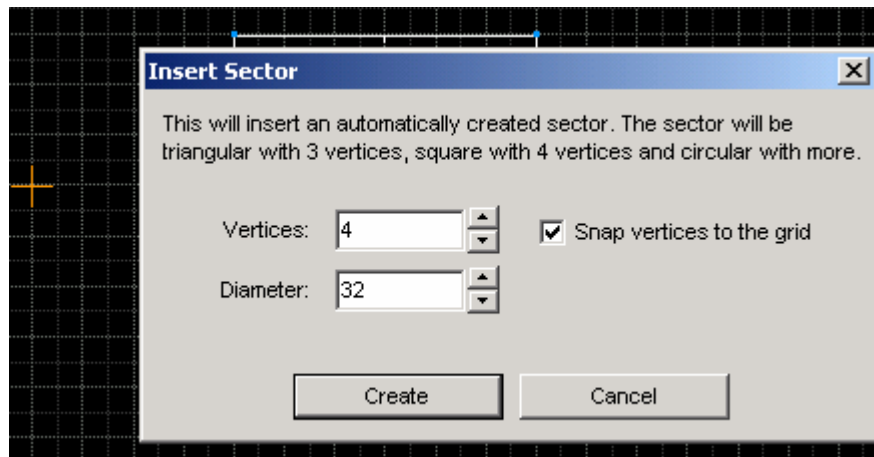 Insert Sector
This will insert an automatically created sector. The sector will be
triangular with 3 vertices, square with 4 vertices and circular with more.
Vertices: 4 Snap vertices to the grid
Diameter: 32
Create Cancel